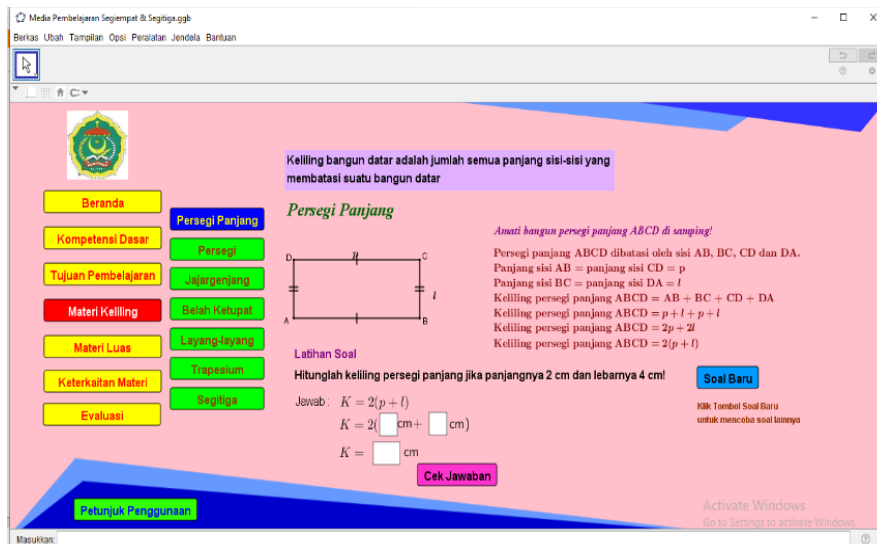 Media Pembelajaran Segiempat & Segitiga.ggb
Berkas Ubah Tampilan Opsi Peralatan Jendela Bantuan
Keliling bangun datar adalah jumlah semua panjang sisi-sisi yang
membatasi suatu bangun datar
Beranda
Kompetensi Dasar
Tujuan Pembelajaran
Materi Keliling
Materi Luas
Keterkaitan Materi
Evaluasi
Petunjuk Penggunaan
Persegi Panjang
Persegi
Jajargenjang
Belah Ketupat
Layang-layang
Trapesium
Segitiga
Persegi Panjang
D p C
l
A B
Amati bangun persegi panjang ABCD di samping!
Persegi panjang ABCD dibatasi oleh sisi AB, BC, CD dan DA.
Panjang sisi AB = panjang sisi CD = p
Panjang sisi BC = panjang sisi DA = l
Keliling persegi panjang ABCD = AB + BC + CD + DA
Keliling persegi panjang ABCD = p + l + p + l
Keliling persegi panjang ABCD = 2p + 2l
Keliling persegi panjang ABCD = 2(p + l)
Latihan Soal
Hitunglah keliling persegi panjang jika panjangnya 2 cm dan lebarnya 4 cm!
Jawab : K = 2(p + l)
K = 2( cm + cm)
K = cm
Cek Jawaban
Soal Baru
Klik Tombol Soal Baru
untuk mencoba soal lainnya
Activate Windows
Go to Settings to activate Windows.
Masukkan: